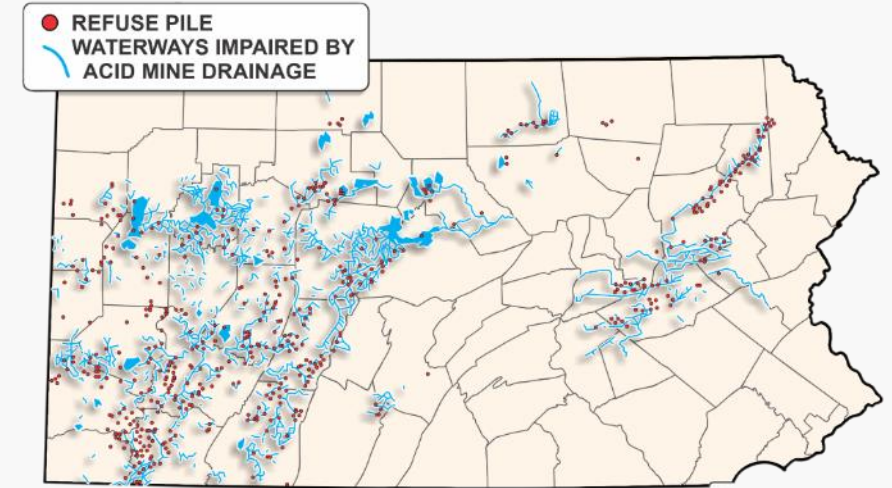 REFUSE PILE
WATERWAYS IMPAIRED BY
ACID MINE DRAINAGE